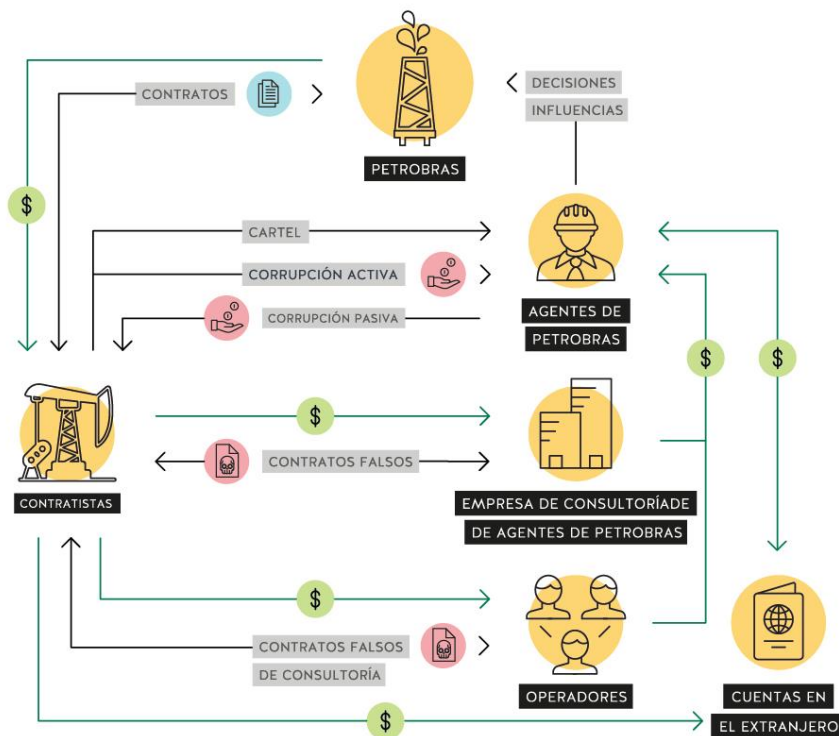 CONTRATOS
DECISIONES
INFLUENCIAS
PETROBRAS
$
CARTEL
CORRUPCIÓN ACTIVA
CORRUPCIÓN PASIVA
AGENTES DE
PETROBRAS
$
$
$
CONTRATOS FALSOS
CONTRATISTAS
EMPRESA DE CONSULTORÍADE
DE AGENTES DE PETROBRAS
$
CONTRATOS FALSOS
DE CONSULTORÍA
OPERADORES
CUENTAS EN
EL EXTRANJERO
$